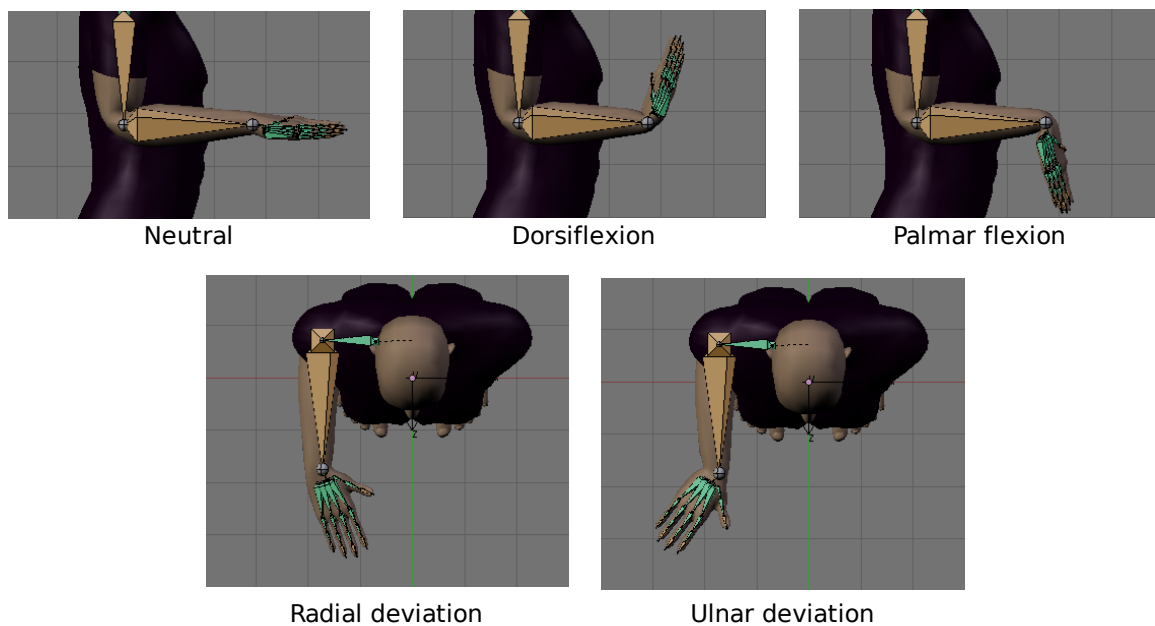 Neutral
Dorsiflexion
Palmar flexion
Radial deviation
Ulnar deviation